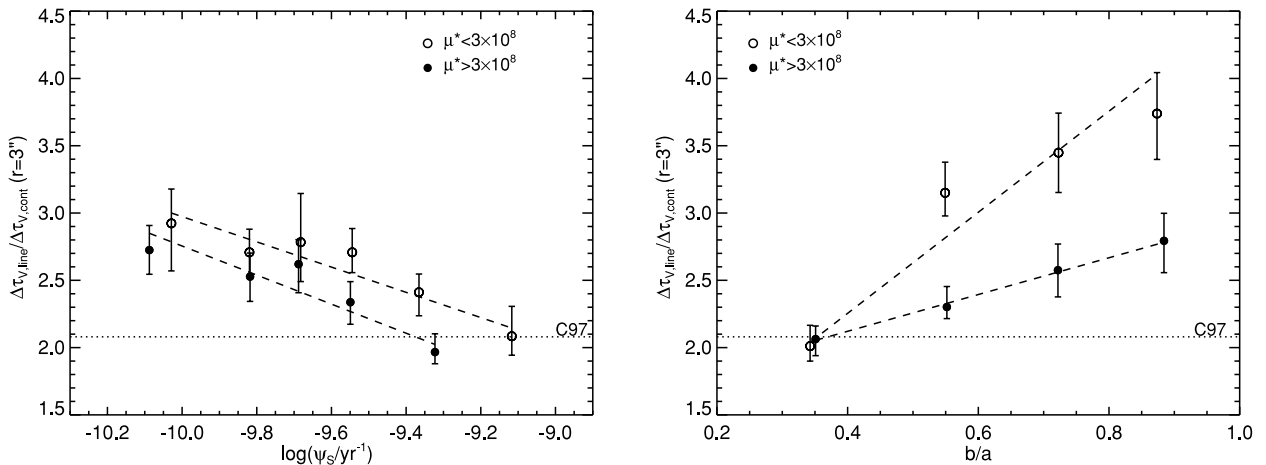 4.5
4.0
3.5
3.0
2.5
2.0
1.5
Δτ_V,line/Δτ_V,cont (r=3")
○ μ*<3×10⁸
● μ*>3×10⁸
C97
-10.2 -10.0 -9.8 -9.6 -9.4 -9.2 -9.0
log(ψ_S/yr⁻¹)
4.5
4.0
3.5
3.0
2.5
2.0
1.5
Δτ_V,line/Δτ_V,cont (r=3")
○ μ*<3×10⁸
● μ*>3×10⁸
C97
0.2 0.4 0.6 0.8 1.0
b/a